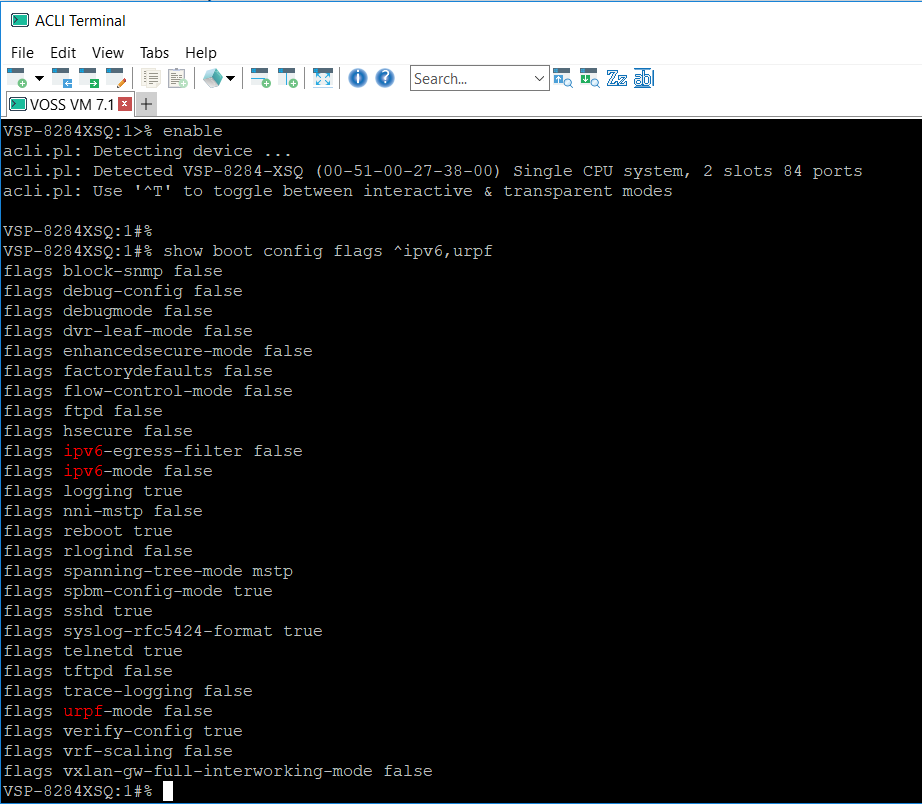 ACLI Terminal
File Edit View Tabs Help
Search...
VOSS VM 7.1
VSP-8284XSQ:1>% enable
acli.pl: Detecting device ...
acli.pl: Detected VSP-8284-XSQ (00-51-00-27-38-00) Single CPU system, 2 slots 84 ports
acli.pl: Use '^T' to toggle between interactive & transparent modes
VSP-8284XSQ:1#%
VSP-8284XSQ:1#% show boot config flags ^ipv6,urpf
flags block-snmp false
flags debug-config false
flags debugmode false
flags dvr-leaf-mode false
flags enhancedsecure-mode false
flags factorydefaults false
flags flow-control-mode false
flags ftpd false
flags hsecure false
flags ipv6-egress-filter false
flags ipv6-mode false
flags logging true
flags nni-mstp false
flags reboot true
flags rlogind false
flags spanning-tree-mode mstp
flags spbm-config-mode true
flags sshd true
flags syslog-rfc5424-format true
flags telnetd true
flags tftpd false
flags trace-logging false
flags urpf-mode false
flags verify-config true
flags vrf-scaling false
flags vxlan-gw-full-interworking-mode false
VSP-8284XSQ:1#%